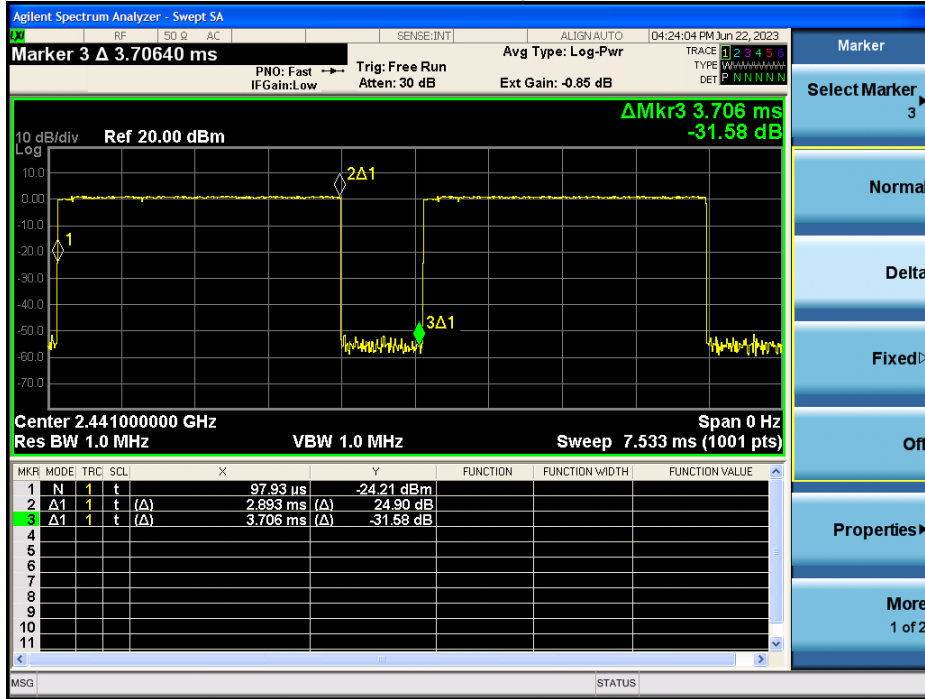 Agilent Spectrum Analyzer - Swept SA
LXI RF 50 Ω AC SENSE:INT ALIGN AUTO 04:24:04 PM Jun 22, 2023
Marker 3 Δ 3.70640 ms
PNO: Fast
IFGain:Low
Trig: Free Run
Atten: 30 dB
Avg Type: Log-Pwr
Ext Gain: -0.85 dB
TRACE 1 2 3 4 5 6
TYPE WWWWWW
DET P N N N N N
ΔMkr3 3.706 ms
-31.58 dB
10 dB/div Ref 20.00 dBm
Log
10.0
0.00
-10.0
-20.0
-30.0
-40.0
-50.0
-60.0
-70.0
1
2Δ1
3Δ1
Center 2.441000000 GHz Span 0 Hz
Res BW 1.0 MHz VBW 1.0 MHz Sweep 7.533 ms (1001 pts)
MKR MODE TRC SCL X Y FUNCTION FUNCTION WIDTH FUNCTION VALUE
1 N 1 t 97.93 µs -24.21 dBm
2 Δ1 1 t (Δ) 2.893 ms (Δ) 24.90 dB
3 Δ1 1 t (Δ) 3.706 ms (Δ) -31.58 dB
4
5
6
7
8
9
10
11
MSG STATUS
Marker
Select Marker
3
Normal
Delta
Fixed
Off
Properties
More
1 of 2